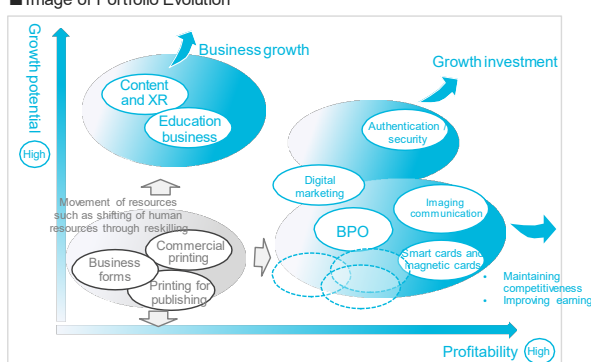 ■ Image of Portfolio Evolution
Growth potential
High
Business growth
Content
and XR
Education
business
Growth investment
Authentication /
security
Digital
marketing
Imaging
communication
BPO
Smart cards and
magnetic cards
Movement of resources
such as shifting of human
resources through reskilling
Commercial
printing
Business
forms
Printing for
publishing
• Maintaining
competitiveness
• Improving earning
Profitability
High